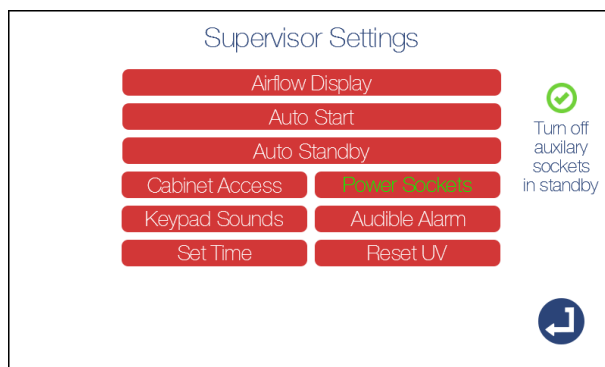 Supervisor Settings
Airflow Display
Auto Start
Auto Standby
Cabinet Access
Power Sockets
Keypad Sounds
Audible Alarm
Set Time
Reset UV
Turn off
auxilary
sockets
in standby